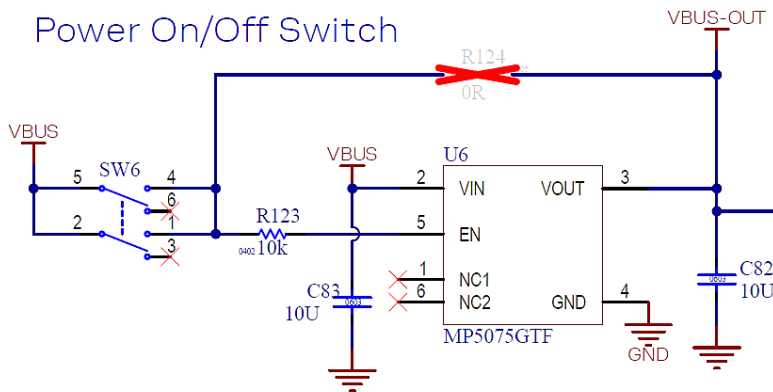 Power On/Off Switch
VBUS-OUT
R124
0R
VBUS
SW6
5
4
6
2
1
3
R123
0402
10k
VBUS
C83
0603
10U
U6
2
VIN
VOUT
3
5
EN
1
NC1
6
NC2
GND
4
MP5075GTF
GND
C82
0603
10U